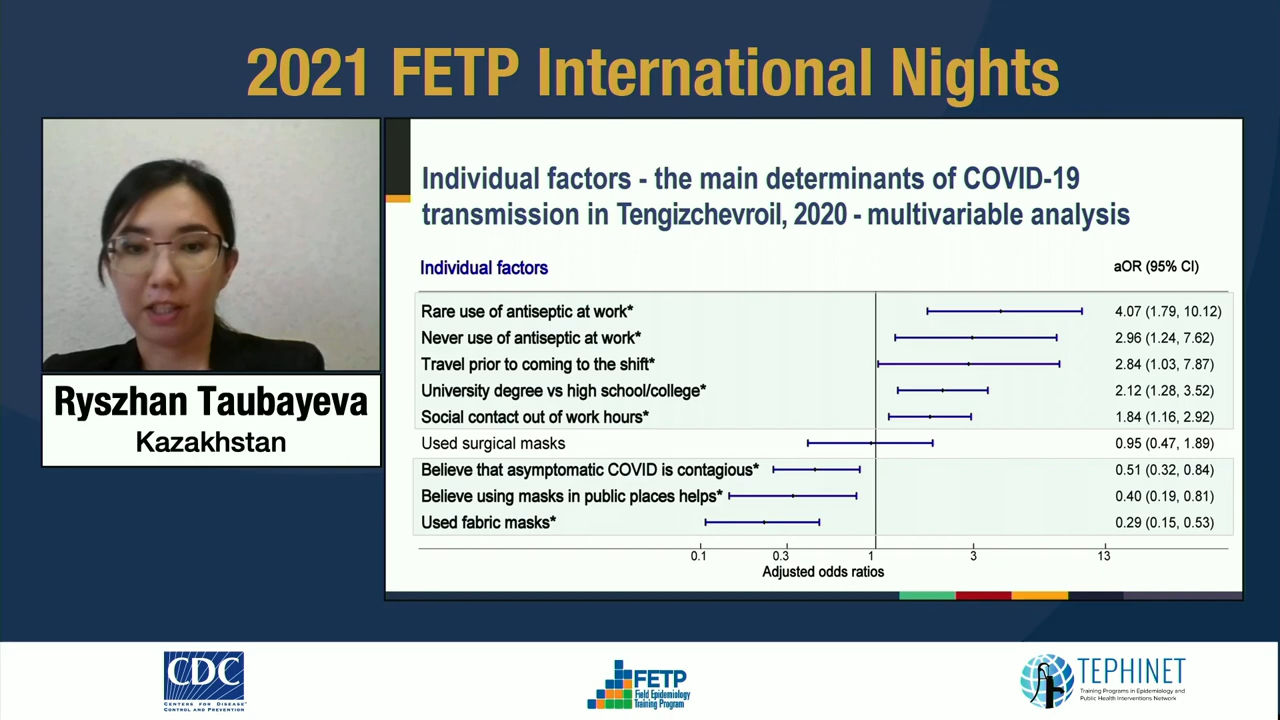 2021 FETP International Nights
Ryszhan Taubayeva
Kazakhstan
Individual factors - the main determinants of COVID-19
transmission in Tengizchevroil, 2020 - multivariable analysis
Individual factors aOR (95% CI)
Rare use of antiseptic at work* 4.07 (1.79, 10.12)
Never use of antiseptic at work* 2.96 (1.24, 7.62)
Travel prior to coming to the shift* 2.84 (1.03, 7.87)
University degree vs high school/college* 2.12 (1.28, 3.52)
Social contact out of work hours* 1.84 (1.16, 2.92)
Used surgical masks 0.95 (0.47, 1.89)
Believe that asymptomatic COVID is contagious* 0.51 (0.32, 0.84)
Believe using masks in public places helps* 0.40 (0.19, 0.81)
Used fabric masks* 0.29 (0.15, 0.53)
0.1 0.3 1 3 13
Adjusted odds ratios
CDC
CENTERS FOR DISEASE
CONTROL AND PREVENTION
FETP
Field Epidemiology
Training Program
TEPHINET
Training Programs in Epidemiology and
Public Health Interventions Network